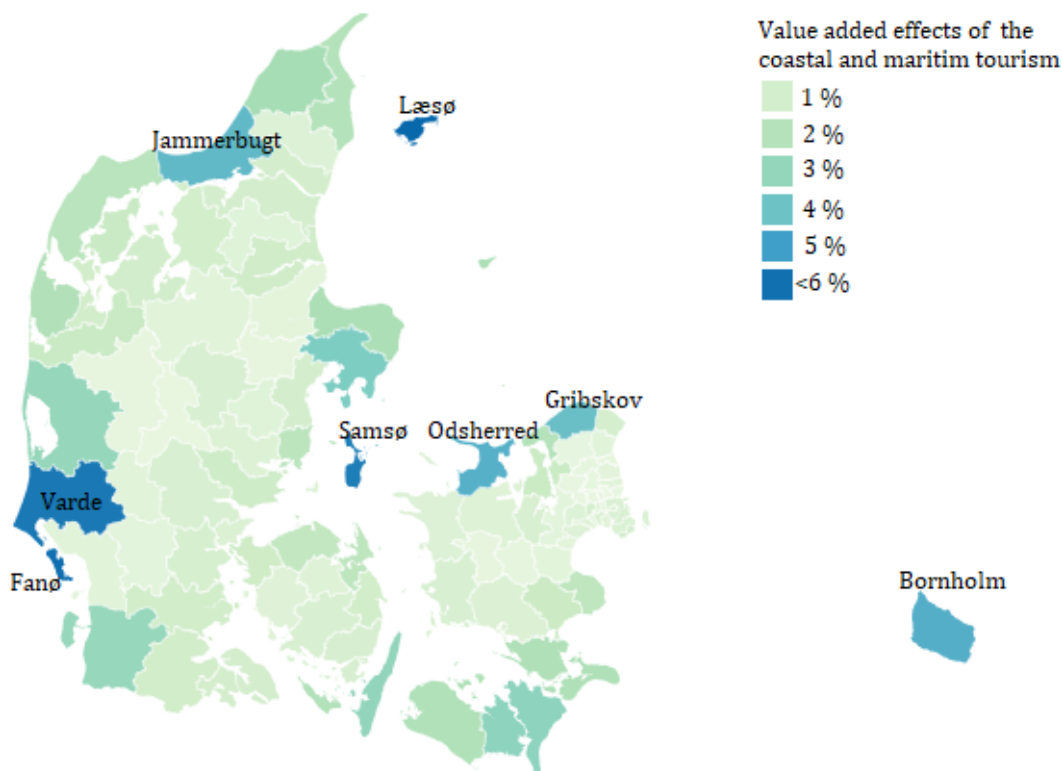 Value added effects of the
coastal and maritim tourism
1 %
2 %
3 %
4 %
5 %
<6 %
Læsø
Jammerbugt
Gribskov
Samsø
Odsherred
Varde
Fanø
Bornholm